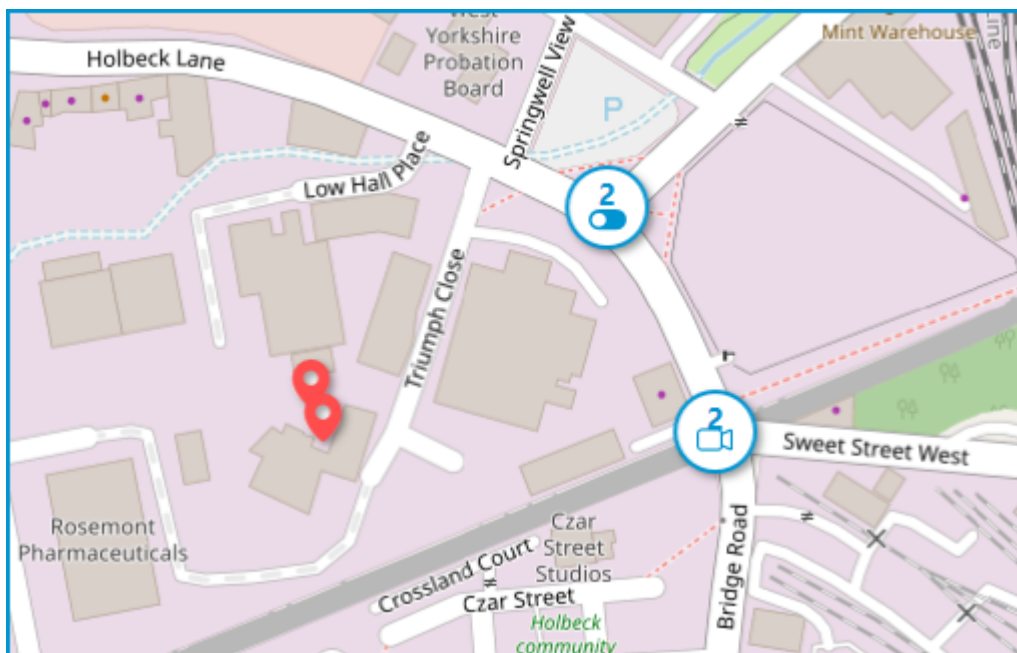 Holbeck Lane
West
Yorkshire
Probation
Board
Springwell View
P
Mint Warehouse
Line
Low Hall Place
2
Triumph Close
2
Sweet Street West
Rosemont
Pharmaceuticals
Czar
Street
Studios
Crossland Court
Czar Street
Bridge Road
Holbeck
community